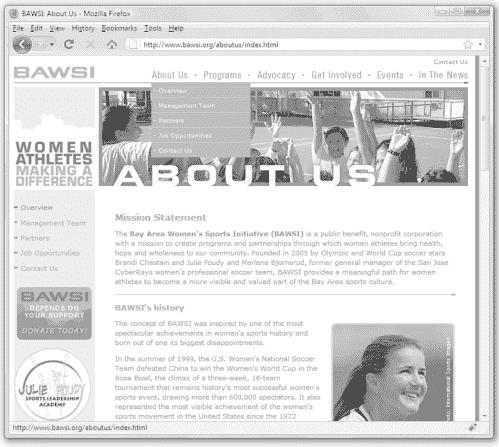 BAWSI: About Us - Mozilla Firefox
File Edit View History Bookmarks Tools Help
http://www.bawsi.org/aboutus/index.html
Contact Us
BAWSI
About Us · Programs · Advocacy · Get Involved · Events · In The News
- Overview
- Management Team
- Partners
- Job Opportunities
- Contact Us
WOMEN
ATHLETES
MAKING A
DIFFERENCE
ABOUT US
Overview
Management Team
Partners
Job Opportunities
Contact Us
BAWSI
DEPENDS ON
YOUR SUPPORT
DONATE TODAY!
JULIE FOUDY
SPORTS LEADERSHIP
ACADEMY
Mission Statement
The Bay Area Women's Sports Initiative (BAWSI) is a public benefit, nonprofit corporation
with a mission to create programs and partnerships through which women athletes bring health,
hope and wholeness to our community. Founded in 2005 by Olympic and World Cup soccer stars
Brandi Chastain and Julie Foudy and Marlene Bjornsrud, former general manager of the San Jose
CyberRays women's professional soccer team, BAWSI provides a meaningful path for women
athletes to become a more visible and valued part of the Bay Area sports culture.
BAWSI's history
The concept of BAWSI was inspired by one of the most
spectacular achievements in women's sports history and
born out of one its biggest disappointments.
In the summer of 1999, the U.S. Women's National Soccer
Team defeated China to win the Women's World Cup in the
Rose Bowl, the climax of a three-week, 16-team
tournament that remains history's most successful women's
sports event, drawing more than 600,000 spectators. It also
represented the most visible achievement of the women's
sports movement in the United States since the 1972
Photo: International Sports Images
http://www.bawsi.org/aboutus/index.html